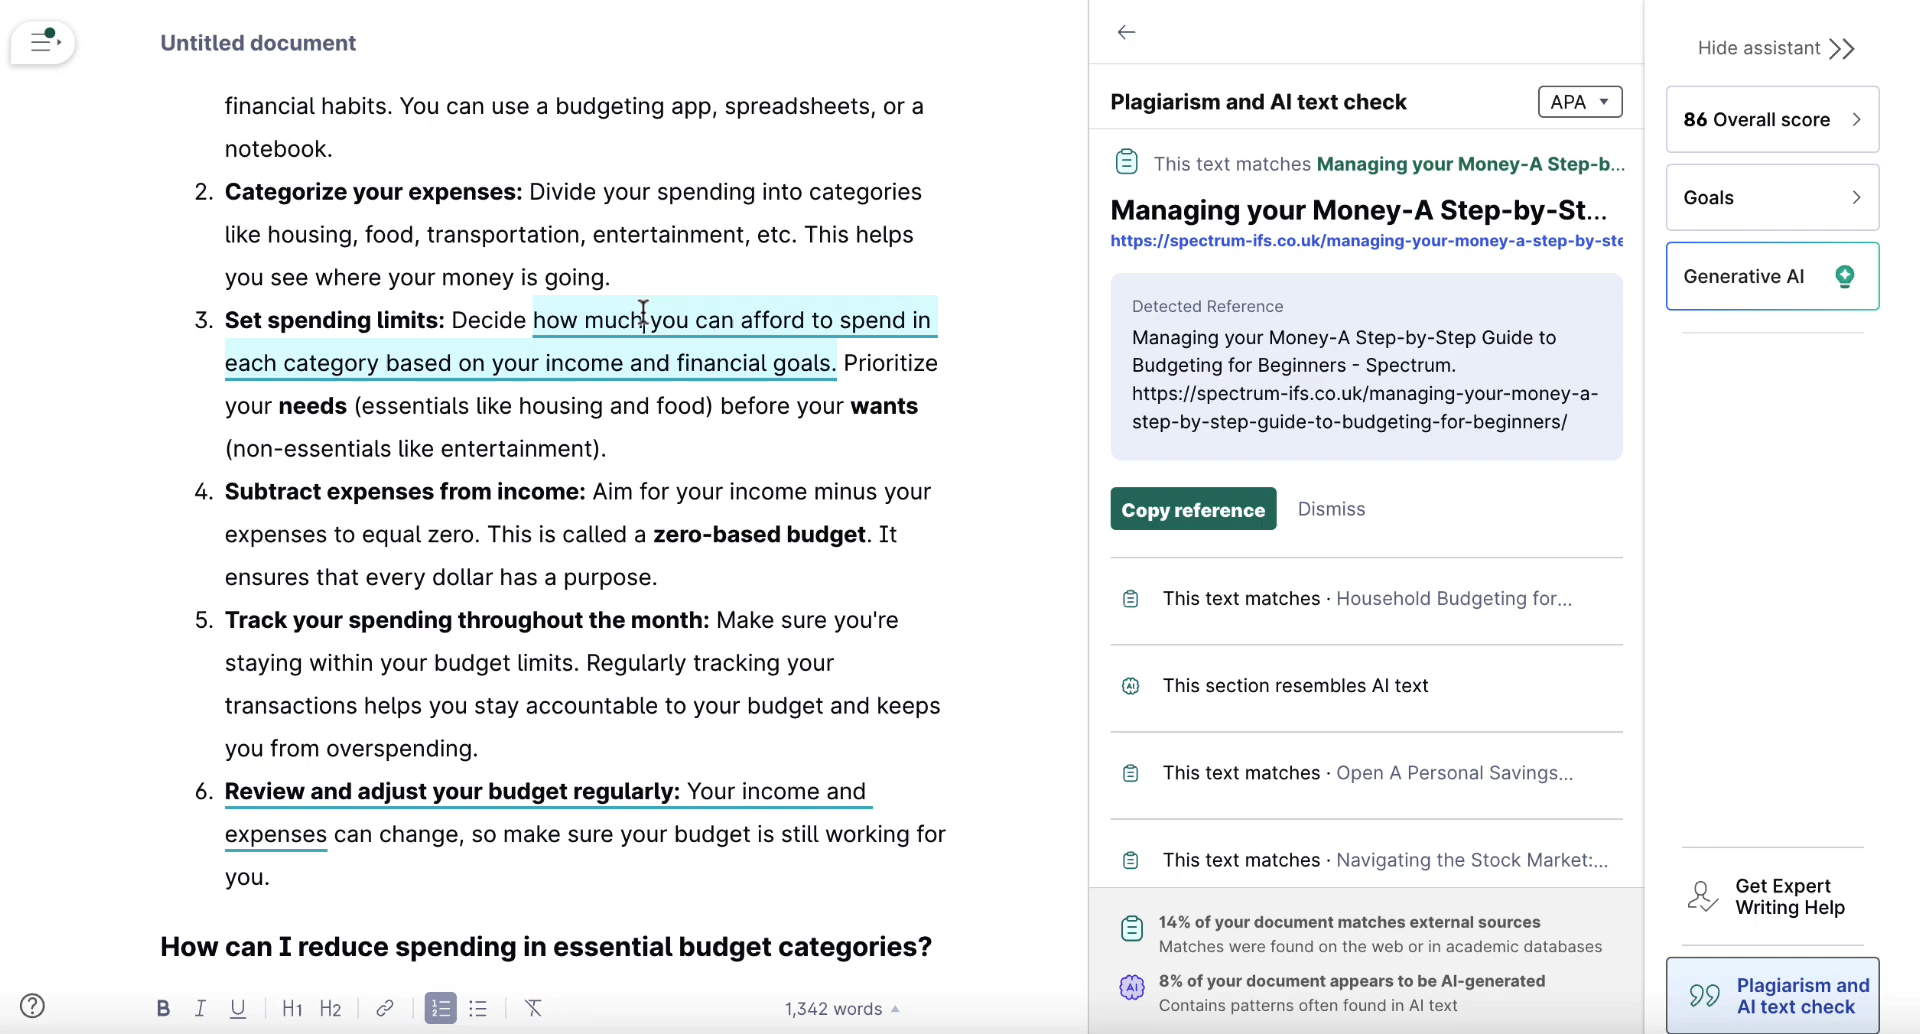 Untitled document
financial habits. You can use a budgeting app, spreadsheets, or a
notebook.
2. Categorize your expenses: Divide your spending into categories
like housing, food, transportation, entertainment, etc. This helps
you see where your money is going.
3. Set spending limits: Decide how much you can afford to spend in
each category based on your income and financial goals. Prioritize
your needs (essentials like housing and food) before your wants
(non-essentials like entertainment).
4. Subtract expenses from income: Aim for your income minus your
expenses to equal zero. This is called a zero-based budget. It
ensures that every dollar has a purpose.
5. Track your spending throughout the month: Make sure you're
staying within your budget limits. Regularly tracking your
transactions helps you stay accountable to your budget and keeps
you from overspending.
6. Review and adjust your budget regularly: Your income and
expenses can change, so make sure your budget is still working for
you.
How can I reduce spending in essential budget categories?
B I U H1 H2
1,342 words
Plagiarism and AI text check
APA
This text matches Managing your Money-A Step-b...
Managing your Money-A Step-by-St...
https://spectrum-ifs.co.uk/managing-your-money-a-step-by-ste
Detected Reference
Managing your Money-A Step-by-Step Guide to
Budgeting for Beginners - Spectrum.
https://spectrum-ifs.co.uk/managing-your-money-a-
step-by-step-guide-to-budgeting-for-beginners/
Copy reference
Dismiss
This text matches · Household Budgeting for...
AI This section resembles AI text
This text matches · Open A Personal Savings...
This text matches · Navigating the Stock Market:...
14% of your document matches external sources
Matches were found on the web or in academic databases
AI 8% of your document appears to be AI-generated
Contains patterns often found in AI text
Hide assistant
86 Overall score
Goals
Generative AI
Get Expert
Writing Help
Plagiarism and
AI text check